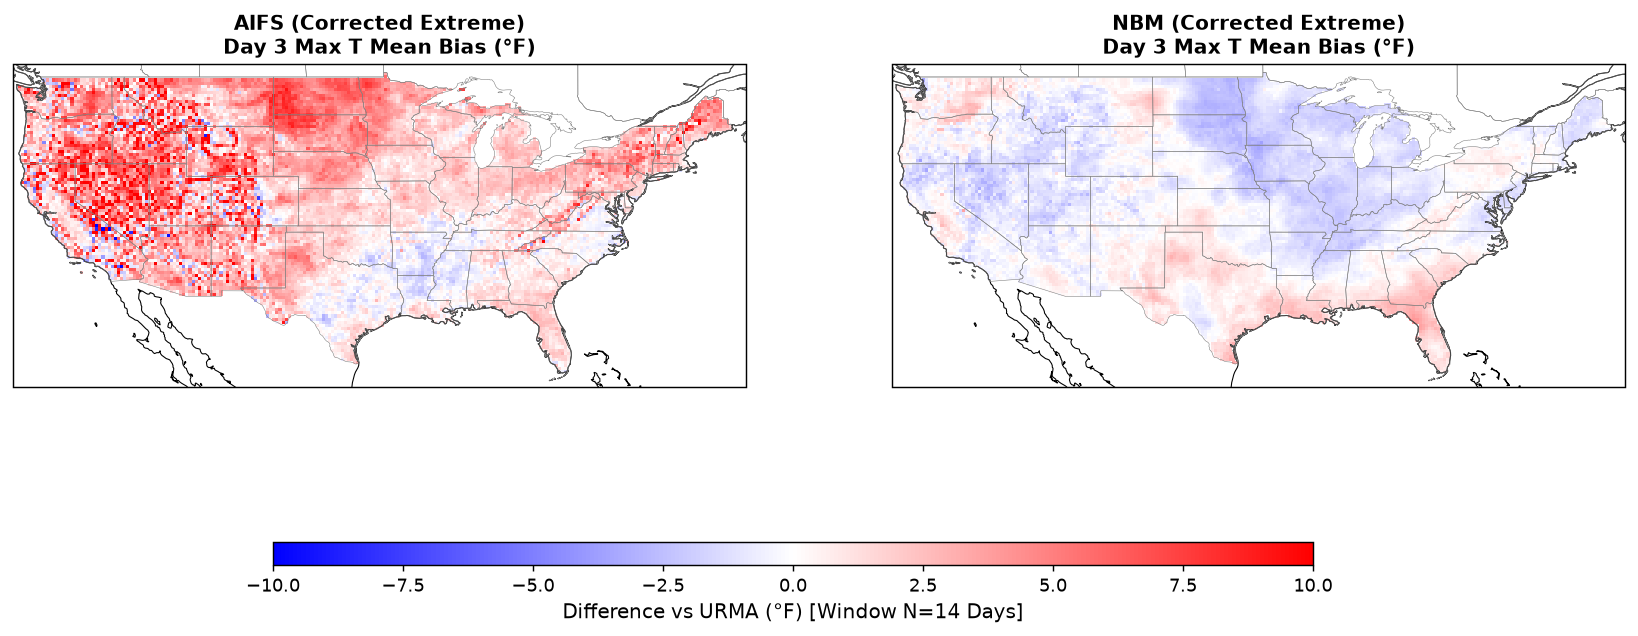 AIFS (Corrected Extreme)
Day 3 Max T Mean Bias (°F)
NBM (Corrected Extreme)
Day 3 Max T Mean Bias (°F)
−10.0 −7.5 −5.0 −2.5 0.0 2.5 5.0 7.5 10.0
Difference vs URMA (°F) [Window N=14 Days]